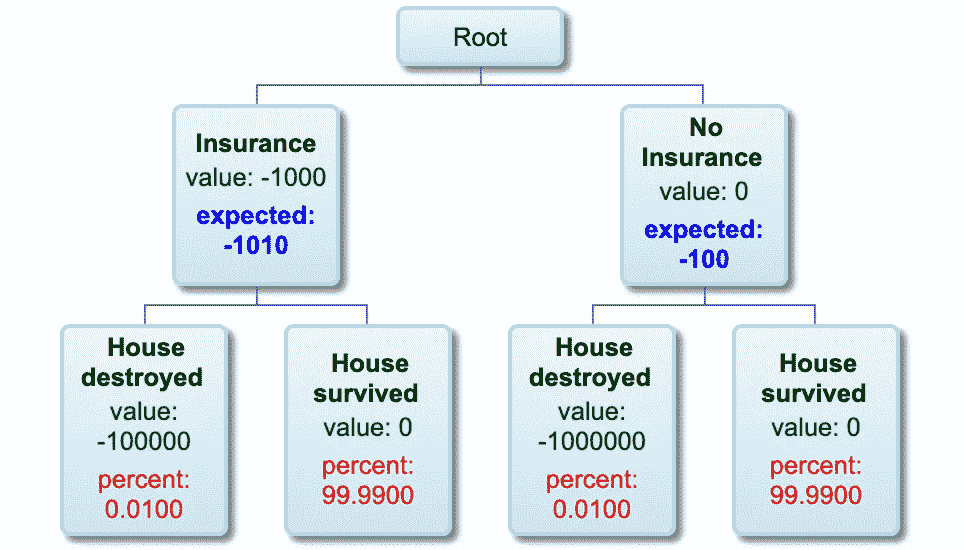 Root
Insurance
value: -1000
expected:
-1010
No
Insurance
value: 0
expected:
-100
House
destroyed
value:
-100000
percent:
0.0100
House
survived
value: 0
percent:
99.9900
House
destroyed
value:
-1000000
percent:
0.0100
House
survived
value: 0
percent:
99.9900